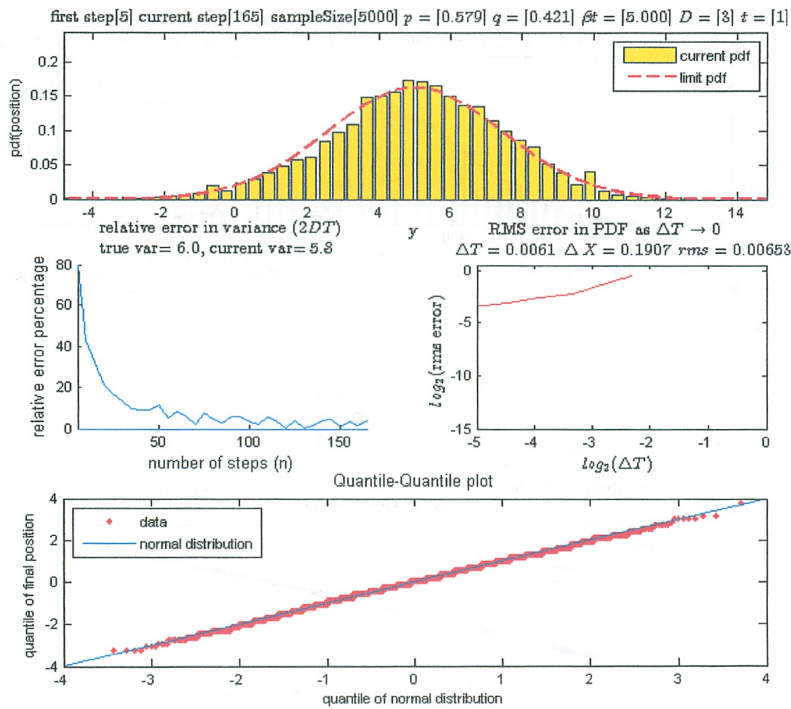 first step[5] current step[165] sampleSize[5000] p = [0.579] q = [0.421] βt = [5.000] D = [3] t = [1]
pdf(position)
0.2
0.15
0.1
0.05
0
current pdf
limit pdf
-4 -2 0 2 4 6 8 10 12 14
y
relative error in variance (2DT)
true var= 6.0, current var= 5.8
RMS error in PDF as ΔT → 0
ΔT = 0.0061 ΔX = 0.1907 rms = 0.00653
relative error percentage
80
60
40
20
0
50 100 150
number of steps (n)
log₂(rms error)
0
-5
-10
-15
-5 -4 -3 -2 -1 0
log₂(ΔT)
Quantile-Quantile plot
quantile of final position
4
2
0
-2
-4
data
normal distribution
-4 -3 -2 -1 0 1 2 3 4
quantile of normal distribution